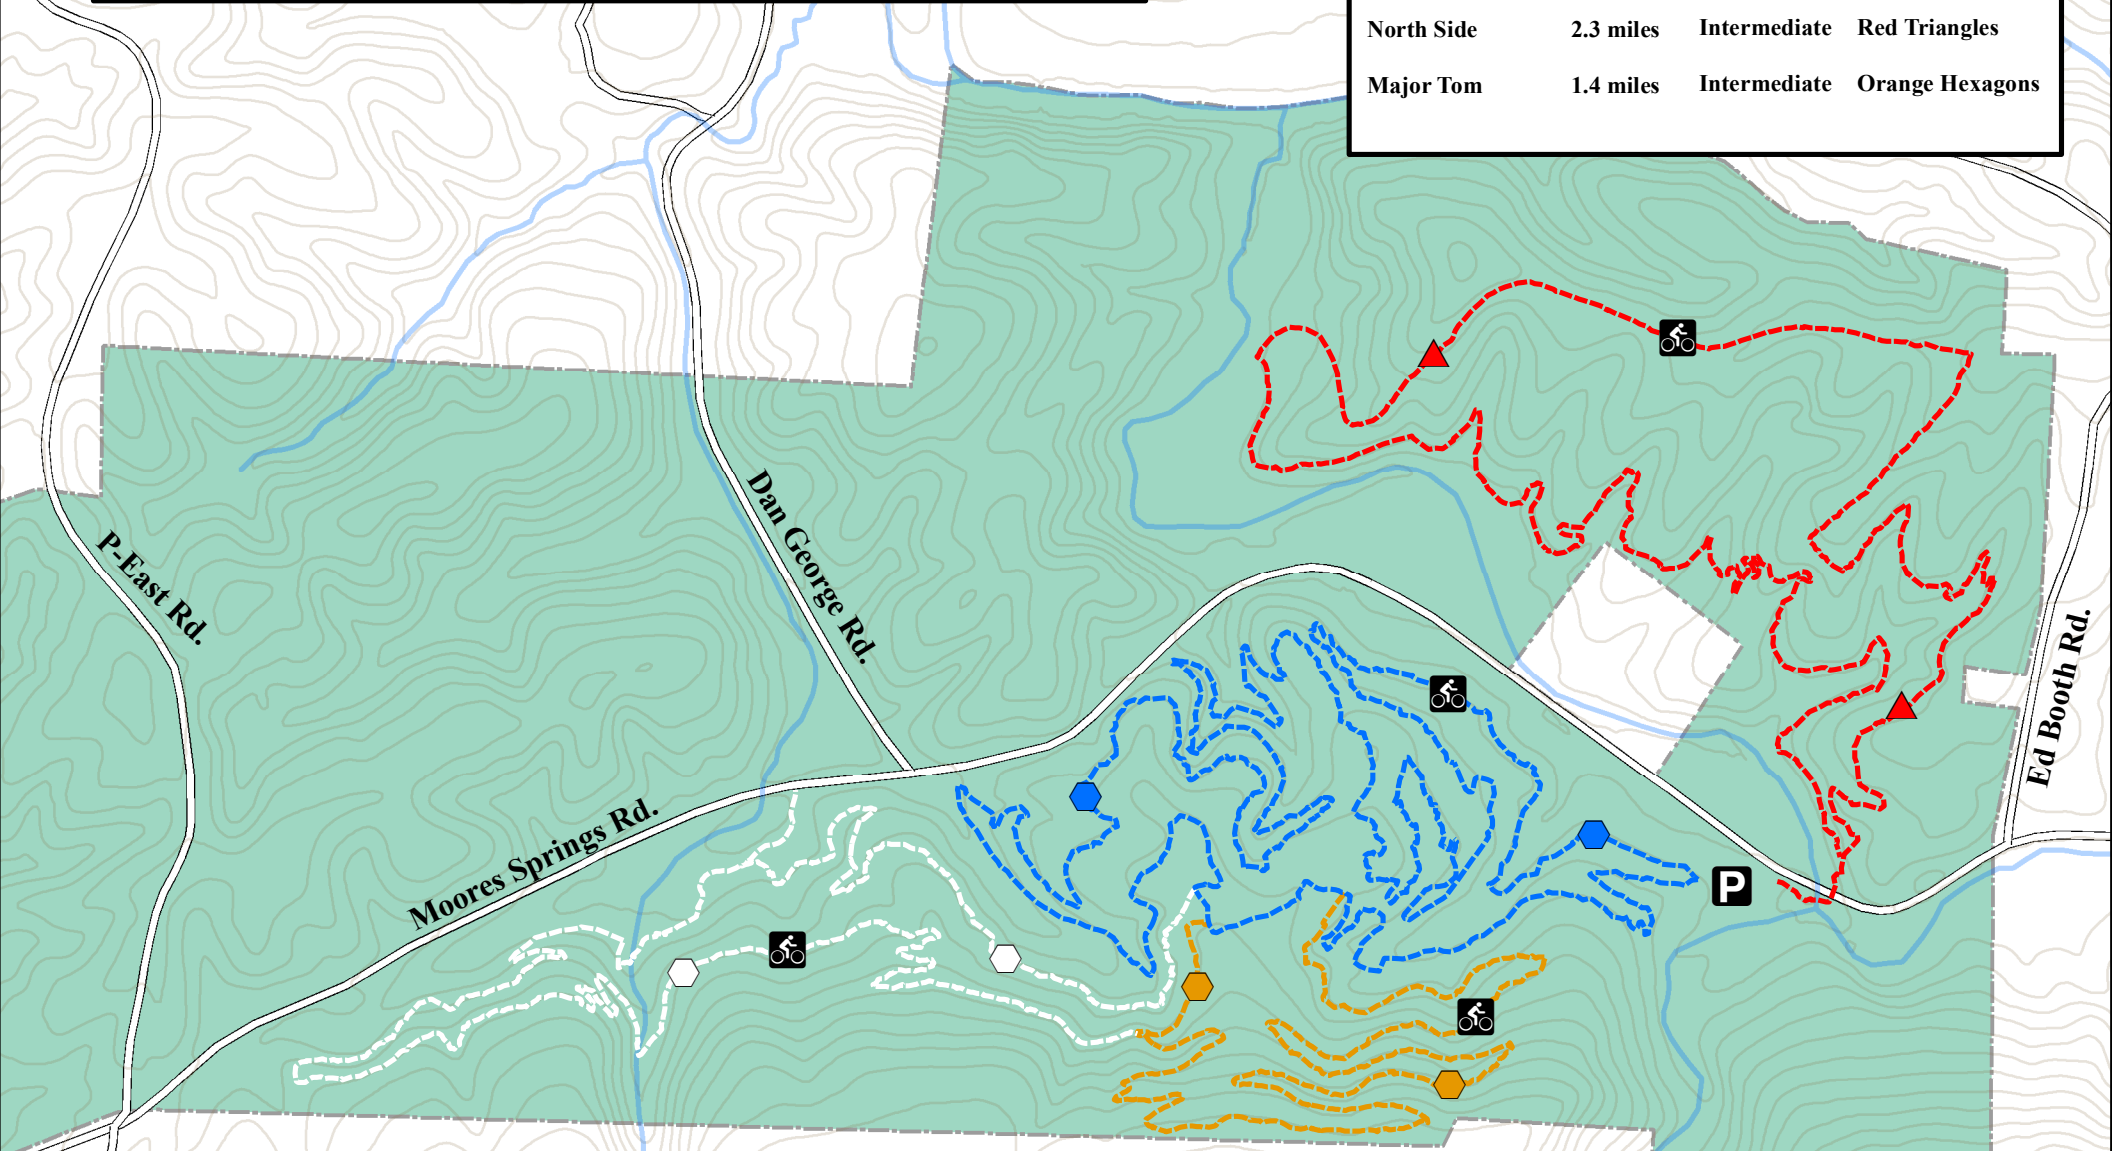 North Side 2.3 miles Intermediate Red Triangles
Major Tom 1.4 miles Intermediate Orange Hexagons
Dan George Rd.
P-East Rd.
Ed Booth Rd.
Moores Springs Rd.
P